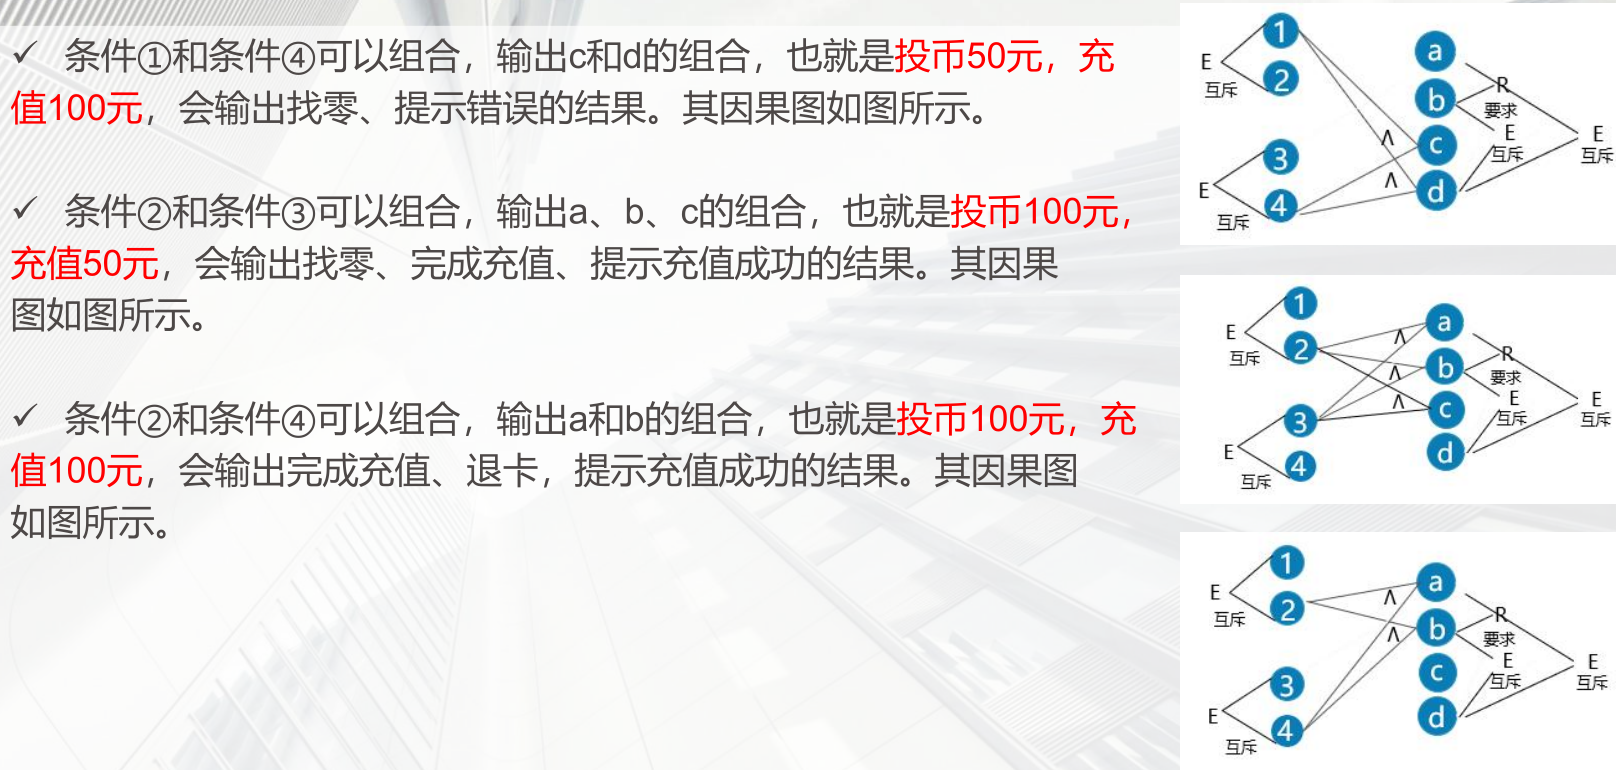 ✓ 条件①和条件④可以组合，输出c和d的组合，也就是投币50元，充
值100元，会输出找零、提示错误的结果。其因果图如图所示。
✓ 条件②和条件③可以组合，输出a、b、c的组合，也就是投币100元，
充值50元，会输出找零、完成充值、提示充值成功的结果。其因果
图如图所示。
✓ 条件②和条件④可以组合，输出a和b的组合，也就是投币100元，充
值100元，会输出完成充值、退卡，提示充值成功的结果。其因果图
如图所示。
1
E
互斥
2
3
E
4
互斥
a
b
c
d
∧
∧
R
要求
E
互斥
E
互斥
1
E
互斥
2
3
E
4
互斥
a
b
c
d
∧
∧
∧
R
要求
E
互斥
E
互斥
1
E
互斥
2
3
E
4
互斥
a
b
c
d
∧
∧
R
要求
E
互斥
E
互斥